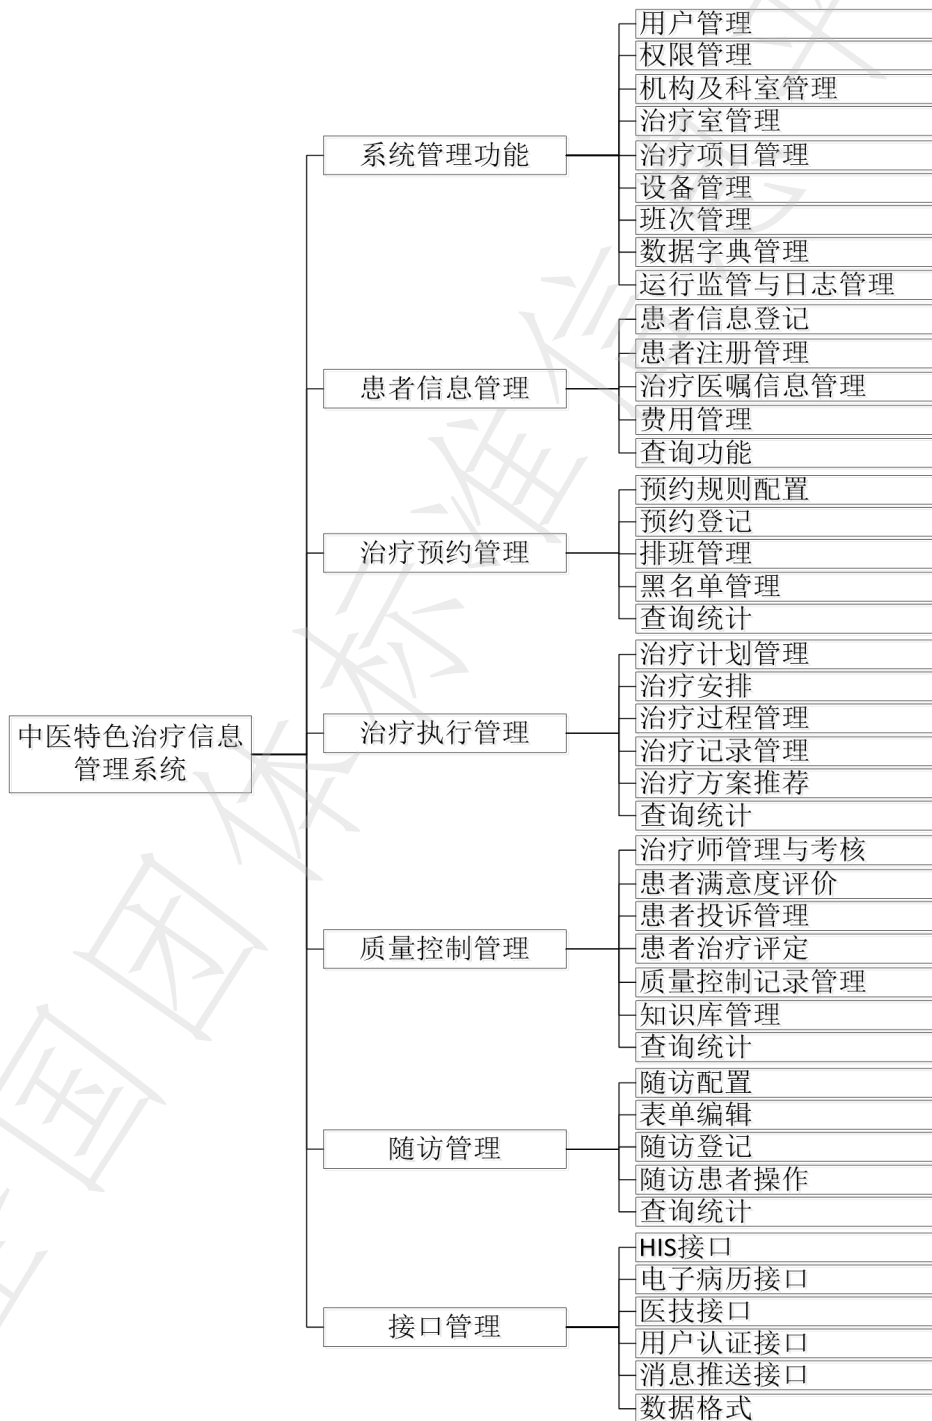 中医特色治疗信息
管理系统
系统管理功能
用户管理
权限管理
机构及科室管理
治疗室管理
治疗项目管理
设备管理
班次管理
数据字典管理
运行监管与日志管理
患者信息管理
患者信息登记
患者注册管理
治疗医嘱信息管理
费用管理
查询功能
治疗预约管理
预约规则配置
预约登记
排班管理
黑名单管理
查询统计
治疗执行管理
治疗计划管理
治疗安排
治疗过程管理
治疗记录管理
治疗方案推荐
查询统计
质量控制管理
治疗师管理与考核
患者满意度评价
患者投诉管理
患者治疗评定
质量控制记录管理
知识库管理
查询统计
随访管理
随访配置
表单编辑
随访登记
随访患者操作
查询统计
接口管理
HIS接口
电子病历接口
医技接口
用户认证接口
消息推送接口
数据格式
国团体标准信